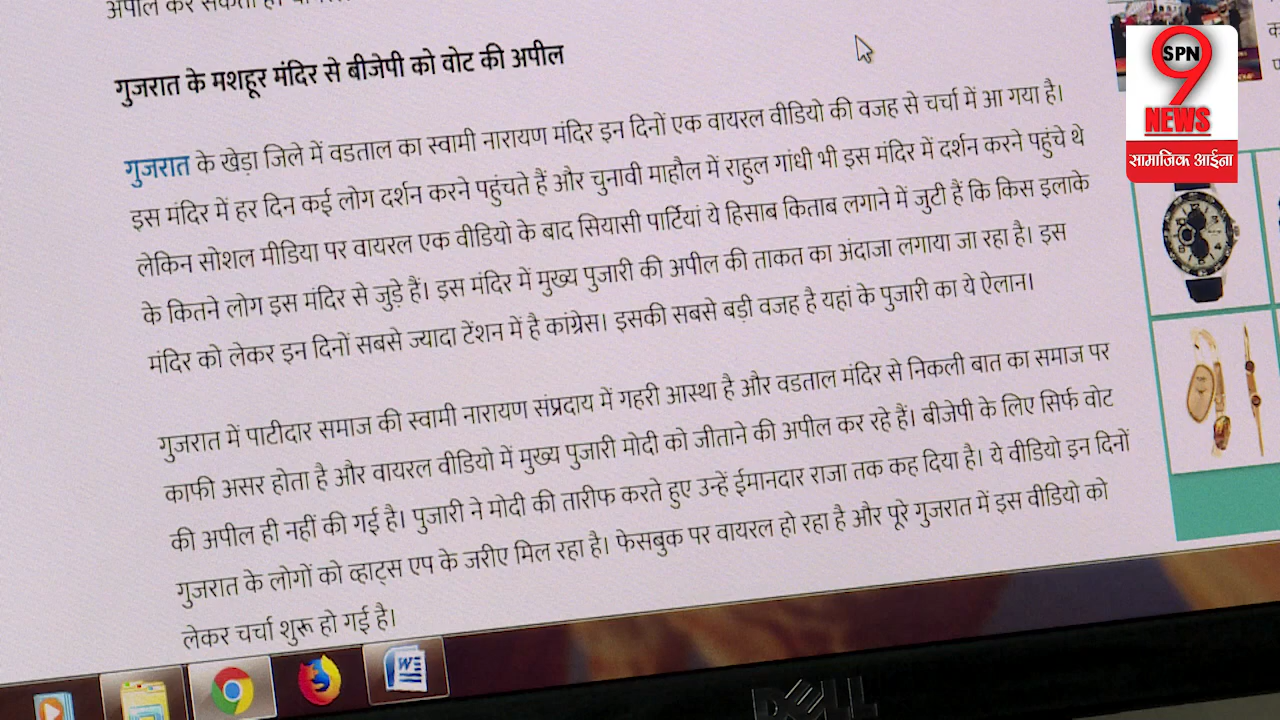 अपील कर सकता है।
गुजरात के मशहूर मंदिर से बीजेपी को वोट की अपील
गुजरात के खेड़ा जिले में वडताल का स्वामी नारायण मंदिर इन दिनों एक वायरल वीडियो की वजह से चर्चा में आ गया है।
इस मंदिर में हर दिन कई लोग दर्शन करने पहुंचते हैं और चुनावी माहौल में राहुल गांधी भी इस मंदिर में दर्शन करने पहुंचे थे
लेकिन सोशल मीडिया पर वायरल एक वीडियो के बाद सियासी पार्टियां ये हिसाब किताब लगाने में जुटी हैं कि किस इलाके
के कितने लोग इस मंदिर से जुड़े हैं। इस मंदिर में मुख्य पुजारी की अपील की ताकत का अंदाजा लगाया जा रहा है। इस
मंदिर को लेकर इन दिनों सबसे ज्यादा टेंशन में है कांग्रेस। इसकी सबसे बड़ी वजह है यहां के पुजारी का ये ऐलान।
गुजरात में पाटीदार समाज की स्वामी नारायण संप्रदाय में गहरी आस्था है और वडताल मंदिर से निकली बात का समाज पर
काफी असर होता है और वायरल वीडियो में मुख्य पुजारी मोदी को जीताने की अपील कर रहे हैं। बीजेपी के लिए सिर्फ वोट
की अपील ही नहीं की गई है। पुजारी ने मोदी की तारीफ करते हुए उन्हें ईमानदार राजा तक कह दिया है। ये वीडियो इन दिनों
गुजरात के लोगों को व्हाट्स एप के जरीए मिल रहा है। फेसबुक पर वायरल हो रहा है और पूरे गुजरात में इस वीडियो को
लेकर चर्चा शुरू हो गई है।
SPN
9
NEWS
सामाजिक आईना
DELL